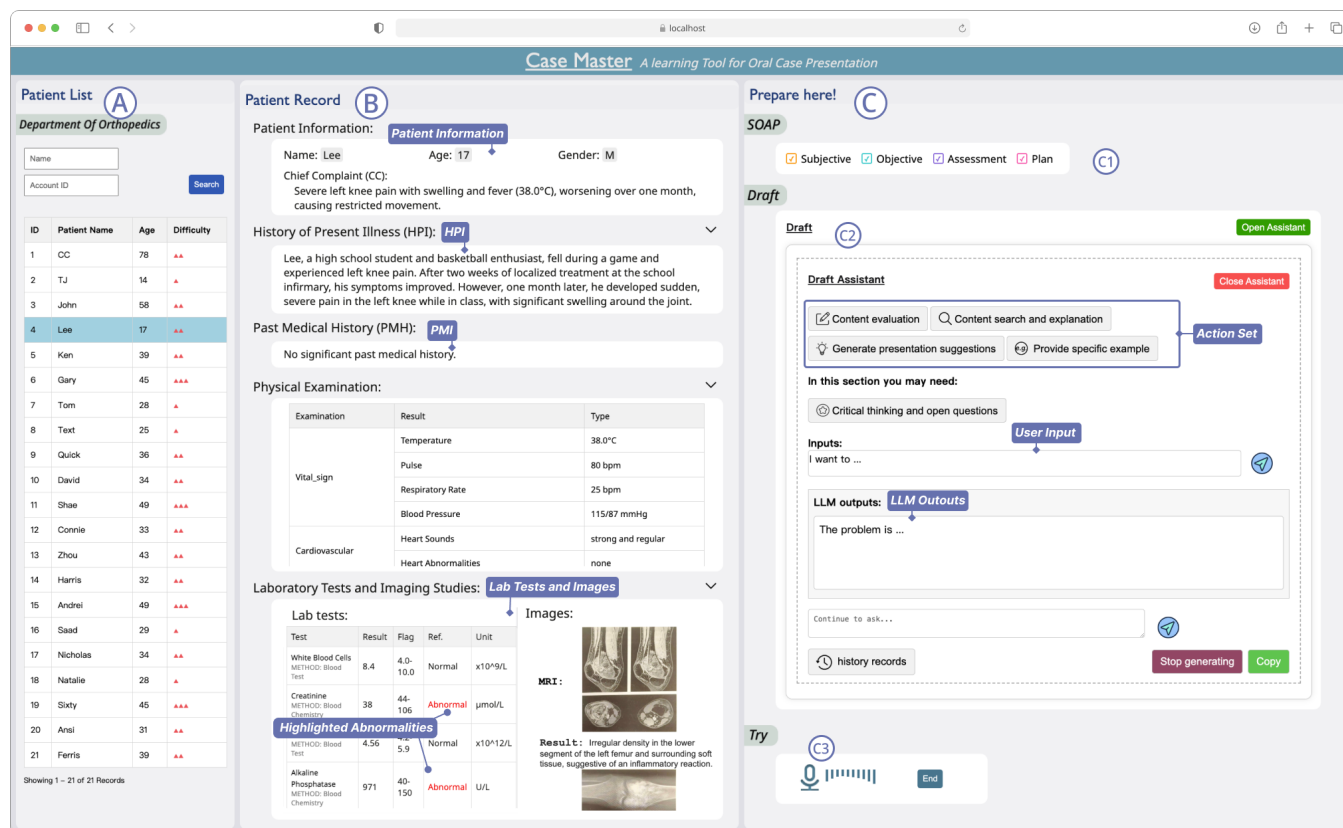 localhost
Case Master A learning Tool for Oral Case Presentation
Patient List
A
Department Of Orthopedics
Name
Account ID
Search
ID Patient Name Age Difficulty
1 CC 78 ▲▲
2 TJ 14 ▲
3 John 58 ▲▲
4 Lee 17 ▲▲
5 Ken 39 ▲▲
6 Gary 45 ▲▲▲
7 Tom 28 ▲
8 Text 25 ▲
9 Quick 36 ▲▲
10 David 34 ▲▲
11 Shae 49 ▲▲▲
12 Connie 33 ▲▲
13 Zhou 43 ▲▲
14 Harris 32 ▲▲
15 Andrei 49 ▲▲▲
16 Saad 29 ▲
17 Nicholas 34 ▲▲
18 Natalie 28 ▲
19 Sixty 45 ▲▲▲
20 Ansi 31 ▲▲
21 Ferris 39 ▲▲
Showing 1 – 21 of 21 Records
Patient Record
B
Patient Information:
Patient Information
Name: Lee Age: 17 Gender: M
Chief Complaint (CC):
Severe left knee pain with swelling and fever (38.0°C), worsening over one month,
causing restricted movement.
History of Present Illness (HPI):
HPI
Lee, a high school student and basketball enthusiast, fell during a game and
experienced left knee pain. After two weeks of localized treatment at the school
infirmary, his symptoms improved. However, one month later, he developed sudden,
severe pain in the left knee while in class, with significant swelling around the joint.
Past Medical History (PMH):
PMI
No significant past medical history.
Physical Examination:
Examination Result Type
Vital_sign
Temperature 38.0°C
Pulse 80 bpm
Respiratory Rate 25 bpm
Blood Pressure 115/87 mmHg
Cardiovascular
Heart Sounds strong and regular
Heart Abnormalities none
Laboratory Tests and Imaging Studies:
Lab Tests and Images
Lab tests:
Test Result Flag Ref. Unit
White Blood Cells
METHOD: Blood
Test
8.4
4.0-
10.0
Normal
x10^9/L
Creatinine
METHOD: Blood
Chemistry
38
44-
106
Abnormal
µmol/L
Highlighted Abnormalities
METHOD: Blood
Test
4.56
5.9
Normal
x10^12/L
Alkaline
Phosphatase
METHOD: Blood
Chemistry
971
40-
150
Abnormal
U/L
Images:
MRI:
Result: Irregular density in the lower
segment of the left femur and surrounding soft
tissue, suggestive of an inflammatory reaction.
Prepare here!
C
SOAP
Subjective Objective Assessment Plan
C1
Draft
Draft
C2
Open Assistant
Draft Assistant
Close Assistant
Content evaluation
Content search and explanation
Generate presentation suggestions
e.g Provide specific example
Action Set
In this section you may need:
Critical thinking and open questions
User Input
Inputs:
I want to ...
LLM outputs:
LLM Outouts
The problem is ...
Continue to ask...
history records
Stop generating
Copy
Try
C3
End